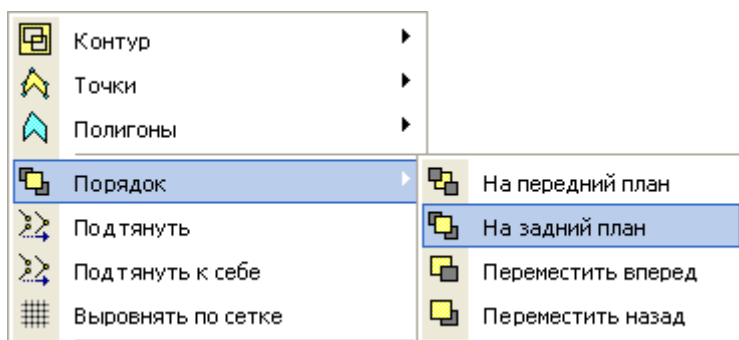 Контур
Точки
Полигоны
Порядок
Подтянуть
Подтянуть к себе
Выровнять по сетке
На передний план
На задний план
Переместить вперед
Переместить назад